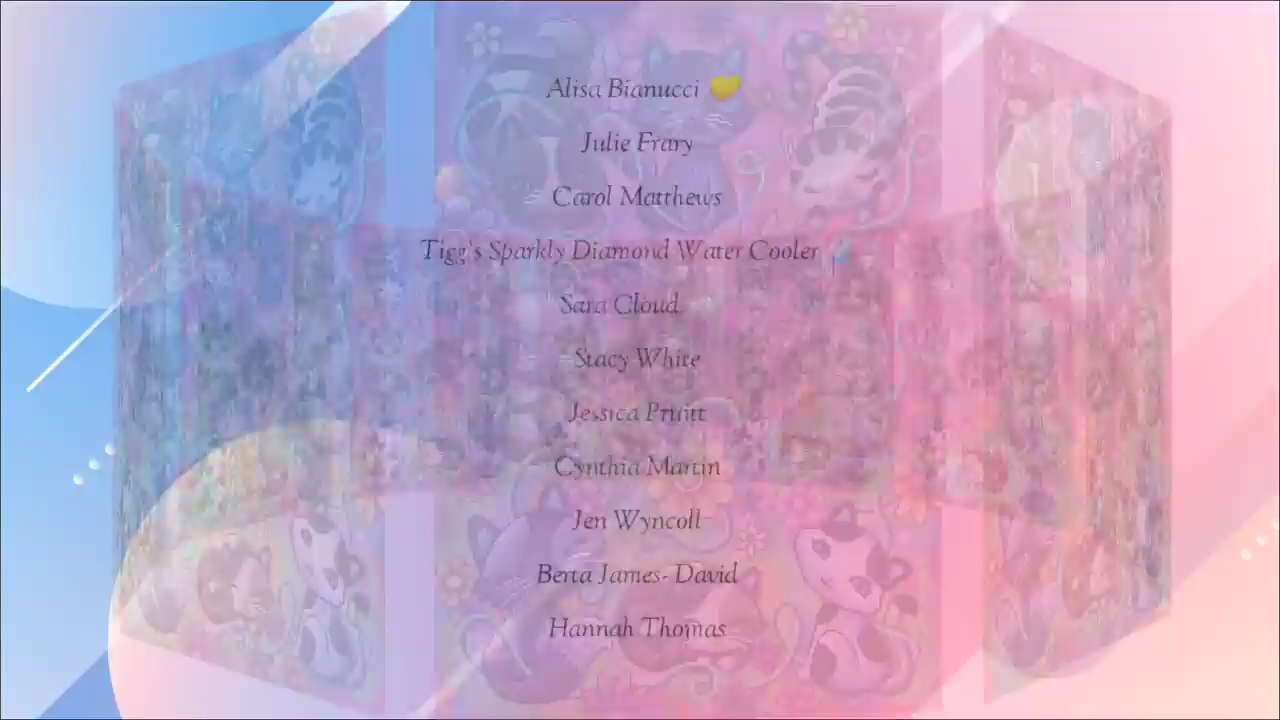 Alisa Bianucci 💛
Julie Frary
Carol Matthews
Tigg's Sparkly Diamond Water Cooler
Sara Cloud
Stacy White
Jessica Pruitt
Cynthia Martin
Jen Wyncoll
Berta James- David
Hannah Thomas